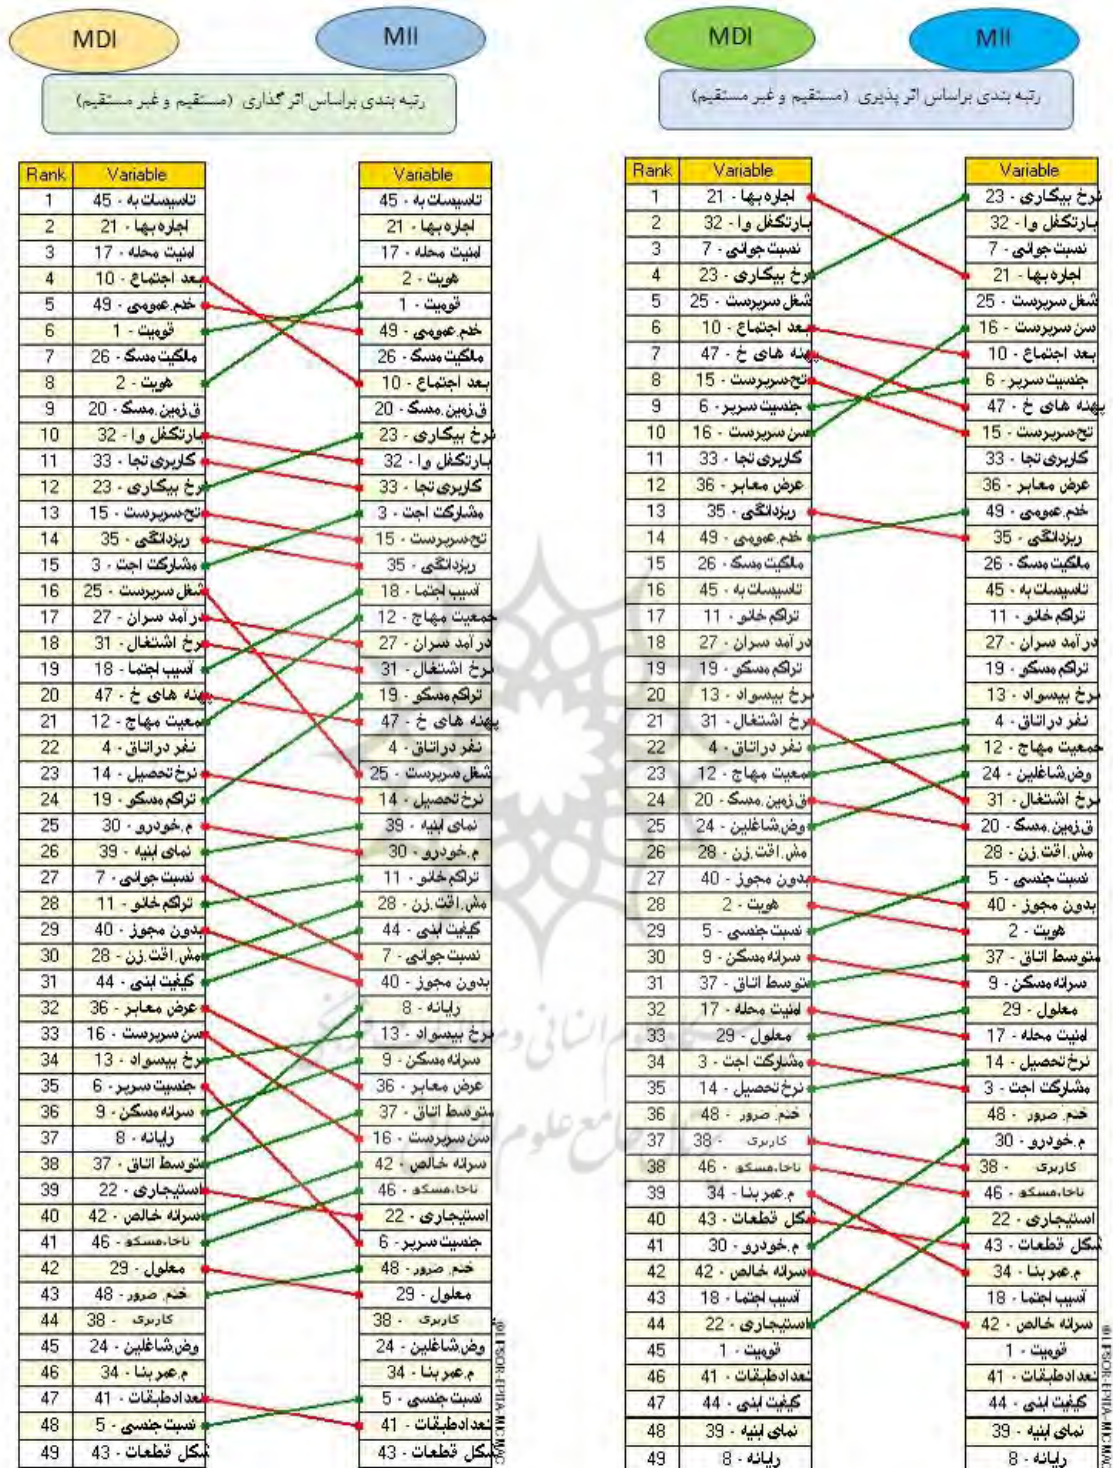 MDI MII
رتبه بندی براساس اثر گذاری (مستقیم و غیر مستقیم)
Rank Variable Variable
1 45 - تاسیسات به 45 - تاسیسات به
2 21 - اجاره بها 21 - اجاره بها
3 17 - امنیت محله 17 - امنیت محله
4 10 - بعد اجتماع 2 - هویت
5 49 - خدم.عمومی 1 - قومیت
6 1 - قومیت 49 - خدم.عمومی
7 26 - مالکیت مسک 26 - مالکیت مسک
8 2 - هویت 10 - بعد اجتماع
9 20 - ق.زمین.مسک 20 - ق.زمین.مسک
10 32 - بارتکفل وا 23 - نرخ بیکاری
11 33 - کاربری تجا 32 - بارتکفل وا
12 23 - نرخ بیکاری 33 - کاربری تجا
13 15 - تح.سرپرست 3 - مشارکت اجت
14 35 - ریزدانگی 15 - تح.سرپرست
15 3 - مشارکت اجت 35 - ریزدانگی
16 25 - شغل سرپرست 18 - آسیب اجتما
17 27 - درآمد سران 12 - جمعیت مهاج
18 31 - نرخ اشتغال 27 - درآمد سران
19 18 - آسیب اجتما 31 - نرخ اشتغال
20 47 - پهنه های خ 19 - تراکم مسکو
21 12 - جمعیت مهاج 47 - پهنه های خ
22 4 - نفر در اتاق 4 - نفر در اتاق
23 14 - نرخ تحصیل 25 - شغل سرپرست
24 19 - تراکم مسکو 14 - نرخ تحصیل
25 30 - م.خودرو 39 - نمای ابنیه
26 39 - نمای ابنیه 30 - م.خودرو
27 7 - نسبت جوانی 11 - تراکم خانو
28 11 - تراکم خانو 28 - مش.اقت.زن
29 40 - بدون مجوز 44 - کیفیت ابنی
30 28 - مش.اقت.زن 7 - نسبت جوانی
31 44 - کیفیت ابنی 40 - بدون مجوز
32 36 - عرض معابر 8 - رایانه
33 16 - سن سرپرست 13 - نرخ بیسواد
34 13 - نرخ بیسواد 9 - سرانه مسکن
35 6 - جنسیت سرپر 36 - عرض معابر
36 9 - سرانه مسکن 37 - متوسط اتاق
37 8 - رایانه 16 - سن سرپرست
38 37 - متوسط اتاق 42 - سرانه خالص
39 22 - استیجاری 46 - ناخا.مسکو
40 42 - سرانه خالص 22 - استیجاری
41 46 - ناخا.مسکو 6 - جنسیت سرپر
42 29 - معلول 48 - ختم. ضرور
43 48 - ختم. ضرور 29 - معلول
44 38 - کاربری 38 - کاربری
45 24 - وض.شاغلین 24 - وض.شاغلین
46 34 - م.عمر بنا 34 - م.عمر بنا
47 41 - تعدادطبقات 5 - نسبت جنسی
48 5 - نسبت جنسی 41 - تعدادطبقات
49 43 - شکل قطعات 43 - شکل قطعات
© LIPSOR-EPITA-MICMAC
MDI MII
رتبه بندی براساس اثر پذیری (مستقیم و غیر مستقیم)
Rank Variable Variable
1 21 - اجاره بها 23 - نرخ بیکاری
2 32 - بارتکفل وا 32 - بارتکفل وا
3 7 - نسبت جوانی 7 - نسبت جوانی
4 23 - نرخ بیکاری 21 - اجاره بها
5 25 - شغل سرپرست 25 - شغل سرپرست
6 10 - بعد اجتماع 16 - سن سرپرست
7 47 - پهنه های خ 10 - بعد اجتماع
8 15 - تح.سرپرست 6 - جنسیت سرپر
9 6 - جنسیت سرپر 47 - پهنه های خ
10 16 - سن سرپرست 15 - تح.سرپرست
11 33 - کاربری تجا 33 - کاربری تجا
12 36 - عرض معابر 36 - عرض معابر
13 35 - ریزدانگی 49 - خدم.عمومی
14 49 - خدم.عمومی 35 - ریزدانگی
15 26 - مالکیت مسک 26 - مالکیت مسک
16 45 - تاسیسات به 45 - تاسیسات به
17 11 - تراکم خانو 11 - تراکم خانو
18 27 - درآمد سران 27 - درآمد سران
19 19 - تراکم مسکو 19 - تراکم مسکو
20 13 - نرخ بیسواد 13 - نرخ بیسواد
21 31 - نرخ اشتغال 4 - نفر در اتاق
22 4 - نفر در اتاق 12 - جمعیت مهاج
23 12 - جمعیت مهاج 24 - وض.شاغلین
24 20 - ق.زمین.مسک 31 - نرخ اشتغال
25 24 - وض.شاغلین 20 - ق.زمین.مسک
26 28 - مش.اقت.زن 28 - مش.اقت.زن
27 40 - بدون مجوز 5 - نسبت جنسی
28 2 - هویت 40 - بدون مجوز
29 5 - نسبت جنسی 2 - هویت
30 9 - سرانه مسکن 37 - متوسط اتاق
31 37 - متوسط اتاق 9 - سرانه مسکن
32 17 - امنیت محله 29 - معلول
33 29 - معلول 17 - امنیت محله
34 3 - مشارکت اجت 14 - نرخ تحصیل
35 14 - نرخ تحصیل 3 - مشارکت اجت
36 48 - ختم. ضرور 48 - ختم. ضرور
37 38 - کاربری 30 - م.خودرو
38 46 - ناخا.مسکو 38 - کاربری
39 34 - م.عمر بنا 46 - ناخا.مسکو
40 43 - شکل قطعات 22 - استیجاری
41 30 - م.خودرو 43 - شکل قطعات
42 42 - سرانه خالص 34 - م.عمر بنا
43 18 - آسیب اجتما 18 - آسیب اجتما
44 22 - استیجاری 42 - سرانه خالص
45 1 - قومیت 1 - قومیت
46 41 - تعدادطبقات 41 - تعدادطبقات
47 44 - کیفیت ابنی 44 - کیفیت ابنی
48 39 - نمای ابنیه 39 - نمای ابنیه
49 8 - رایانه 8 - رایانه
© LIPSOR-EPITA-MICMAC